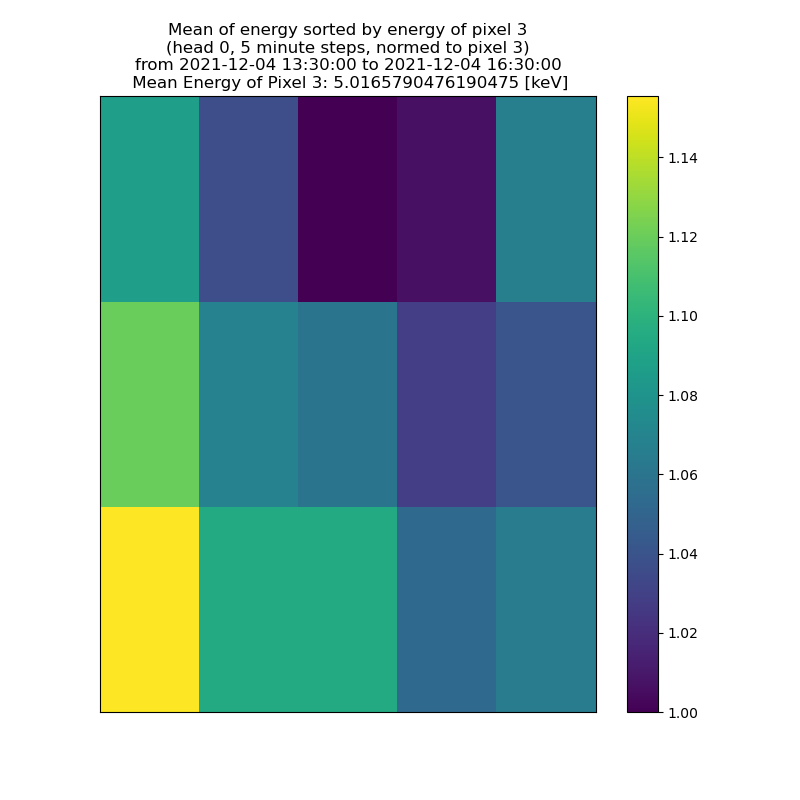 Mean of energy sorted by energy of pixel 3
(head 0, 5 minute steps, normed to pixel 3)
from 2021-12-04 13:30:00 to 2021-12-04 16:30:00
Mean Energy of Pixel 3: 5.0165790476190475 [keV]
1.14
1.12
1.10
1.08
1.06
1.04
1.02
1.00